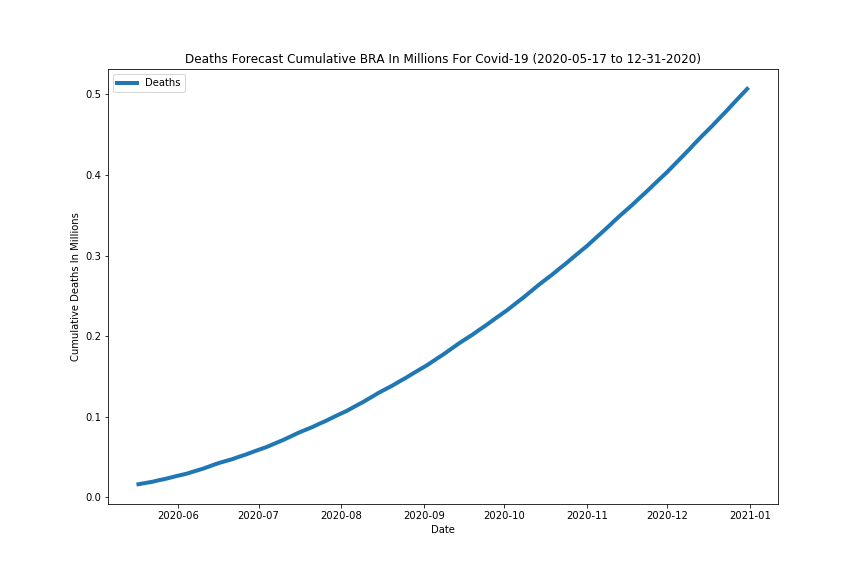 Deaths Forecast Cumulative BRA In Millions For Covid-19 (2020-05-17 to 12-31-2020)
Deaths
0.5
0.4
0.3
0.2
0.1
0.0
Cumulative Deaths In Millions
2020-06 2020-07 2020-08 2020-09 2020-10 2020-11 2020-12 2021-01
Date